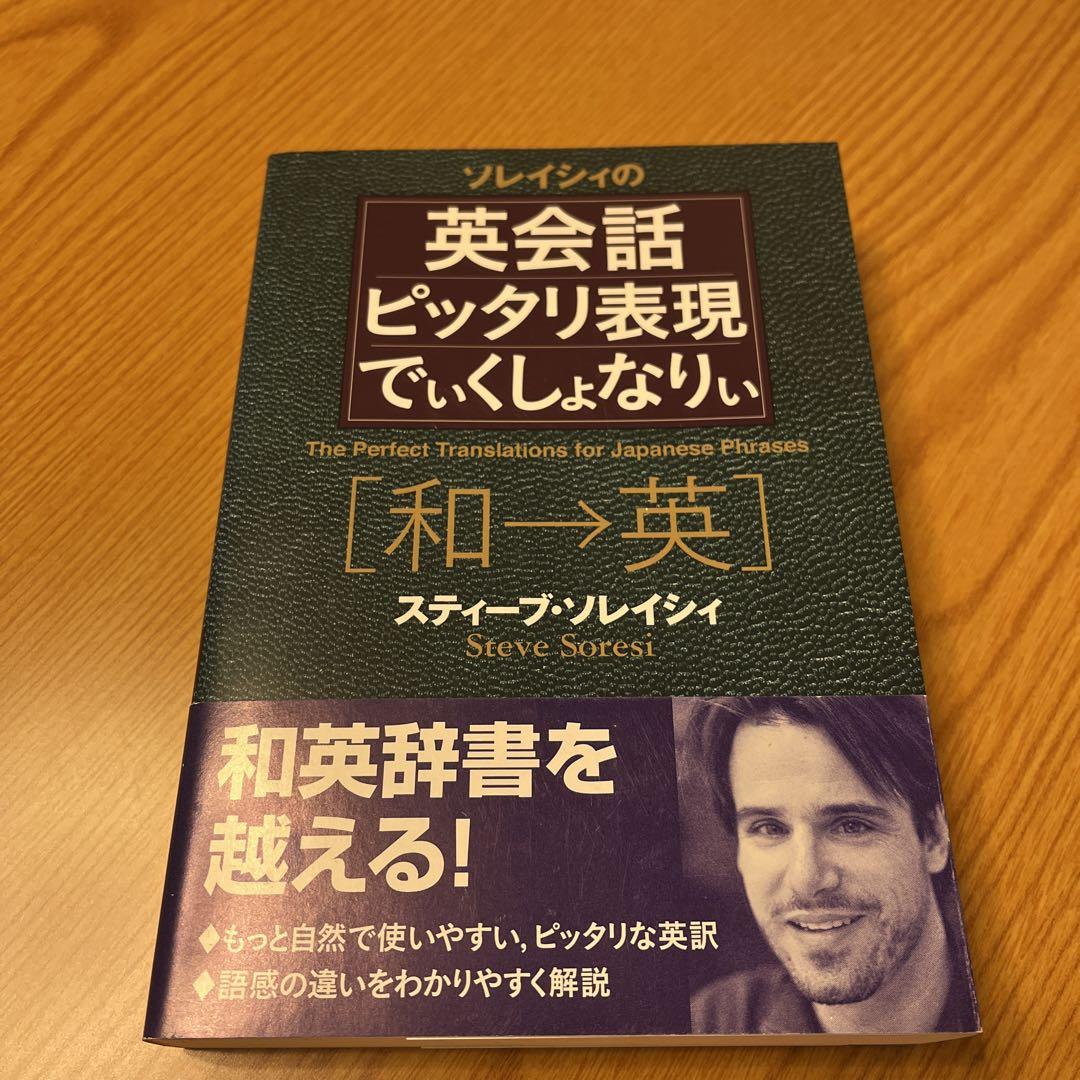 ソレイシィの
英会話
ピッタリ表現
でぃくしょなりぃ
The Perfect Translations for Japanese Phrases
[和→英]
スティーブ・ソレイシィ
Steve Soresi
和英辞書を
越える!
◆もっと自然で使いやすい,ピッタリな英訳
◆語感の違いをわかりやすく解説